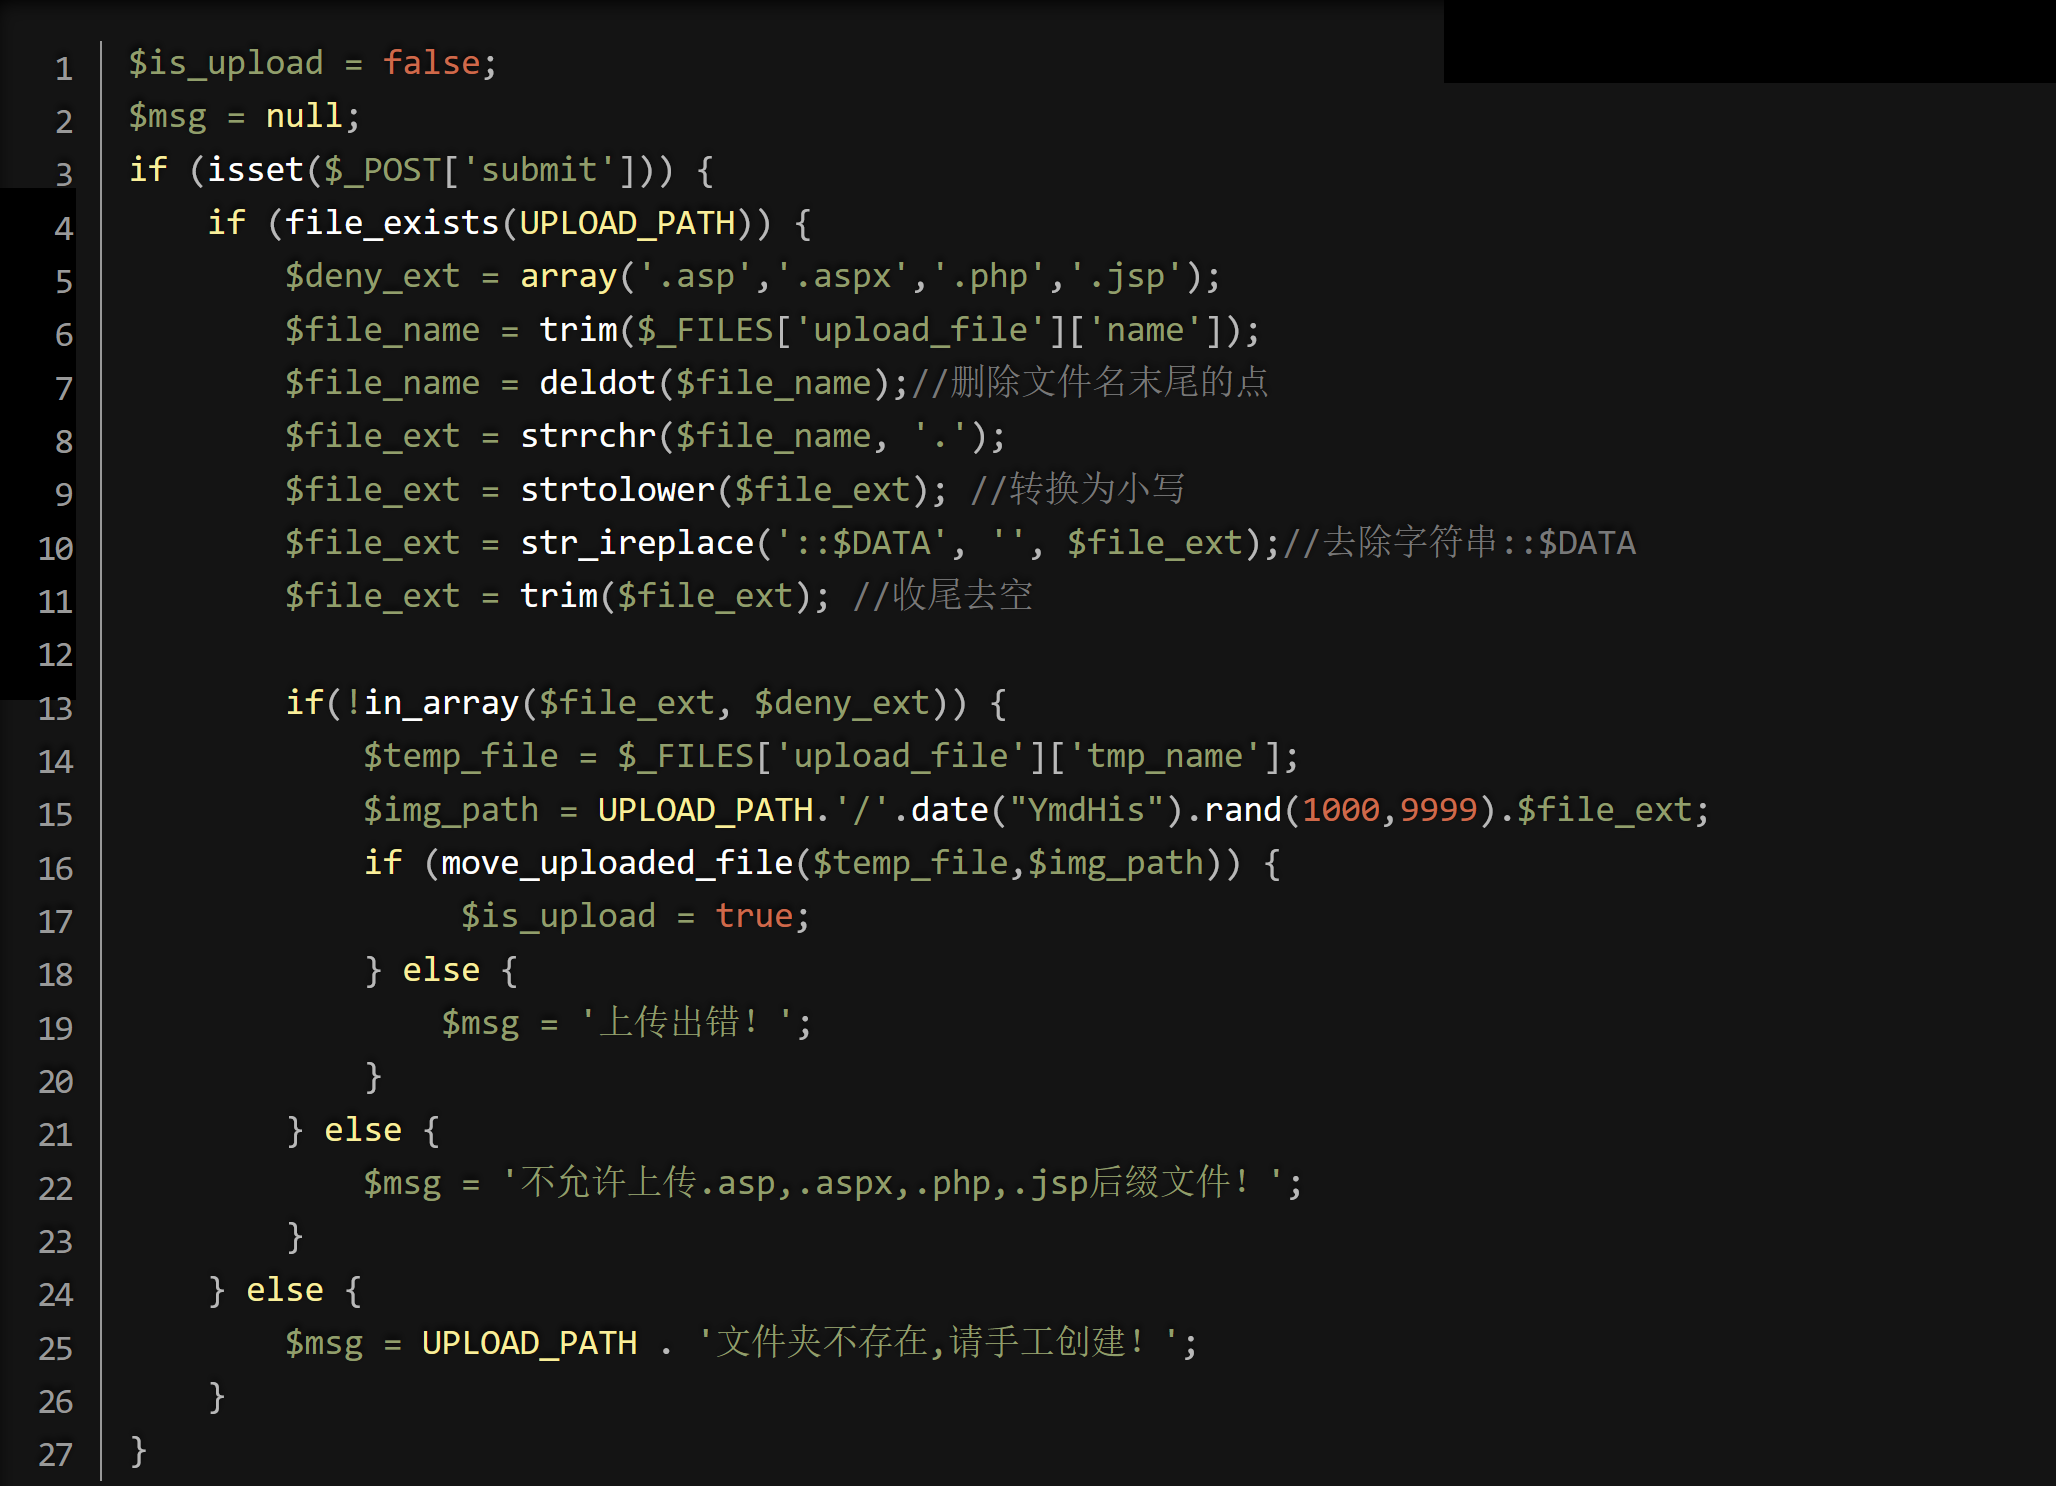 1 $is_upload = false;
2 $msg = null;
3 if (isset($_POST['submit'])) {
4 if (file_exists(UPLOAD_PATH)) {
5 $deny_ext = array('.asp','.aspx','.php','.jsp');
6 $file_name = trim($_FILES['upload_file']['name']);
7 $file_name = deldot($file_name);//删除文件名末尾的点
8 $file_ext = strrchr($file_name, '.');
9 $file_ext = strtolower($file_ext); //转换为小写
10 $file_ext = str_ireplace('::$DATA', '', $file_ext);//去除字符串::$DATA
11 $file_ext = trim($file_ext); //收尾去空
12
13 if(!in_array($file_ext, $deny_ext)) {
14 $temp_file = $_FILES['upload_file']['tmp_name'];
15 $img_path = UPLOAD_PATH.'/'.date("YmdHis").rand(1000,9999).$file_ext;
16 if (move_uploaded_file($temp_file,$img_path)) {
17 $is_upload = true;
18 } else {
19 $msg = '上传出错！';
20 }
21 } else {
22 $msg = '不允许上传.asp,.aspx,.php,.jsp后缀文件！';
23 }
24 } else {
25 $msg = UPLOAD_PATH . '文件夹不存在,请手工创建！';
26 }
27 }